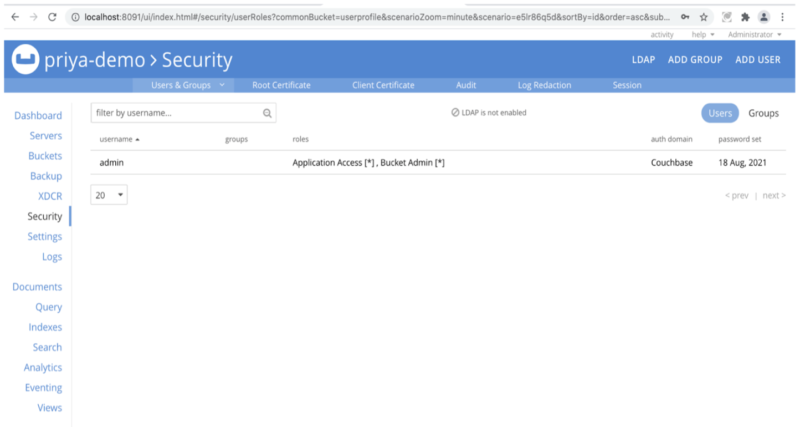 localhost:8091/ui/index.html#/security/userRoles?commonBucket=userprofile&scenarioZoom=minute&scenario=e5lr86q5d&sortBy=id&order=asc&sub...
activity help Administrator
priya-demo > Security
LDAP ADD GROUP ADD USER
Users & Groups Root Certificate Client Certificate Audit Log Redaction Session
Dashboard
Servers
Buckets
Backup
XDCR
Security
Settings
Logs
Documents
Query
Indexes
Search
Analytics
Eventing
Views
filter by username...
LDAP is not enabled
Users Groups
username groups roles auth domain password set
admin Application Access [*] , Bucket Admin [*] Couchbase 18 Aug, 2021
20
< prev | next >